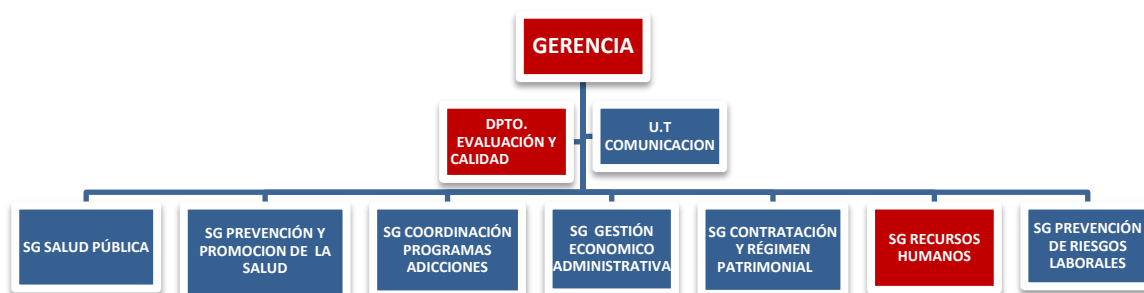 GERENCIA
DPTO.
EVALUACIÓN Y
CALIDAD
U.T
COMUNICACION
SG SALUD PÚBLICA
SG PREVENCIÓN Y
PROMOCION DE LA
SALUD
SG COORDINACIÓN
PROGRAMAS
ADICCIONES
SG GESTIÓN
ECONOMICO
ADMINISTRATIVA
SG CONTRATACIÓN
Y RÉGIMEN
PATRIMONIAL
SG RECURSOS
HUMANOS
SG PREVENCIÓN
DE RIESGOS
LABORALES